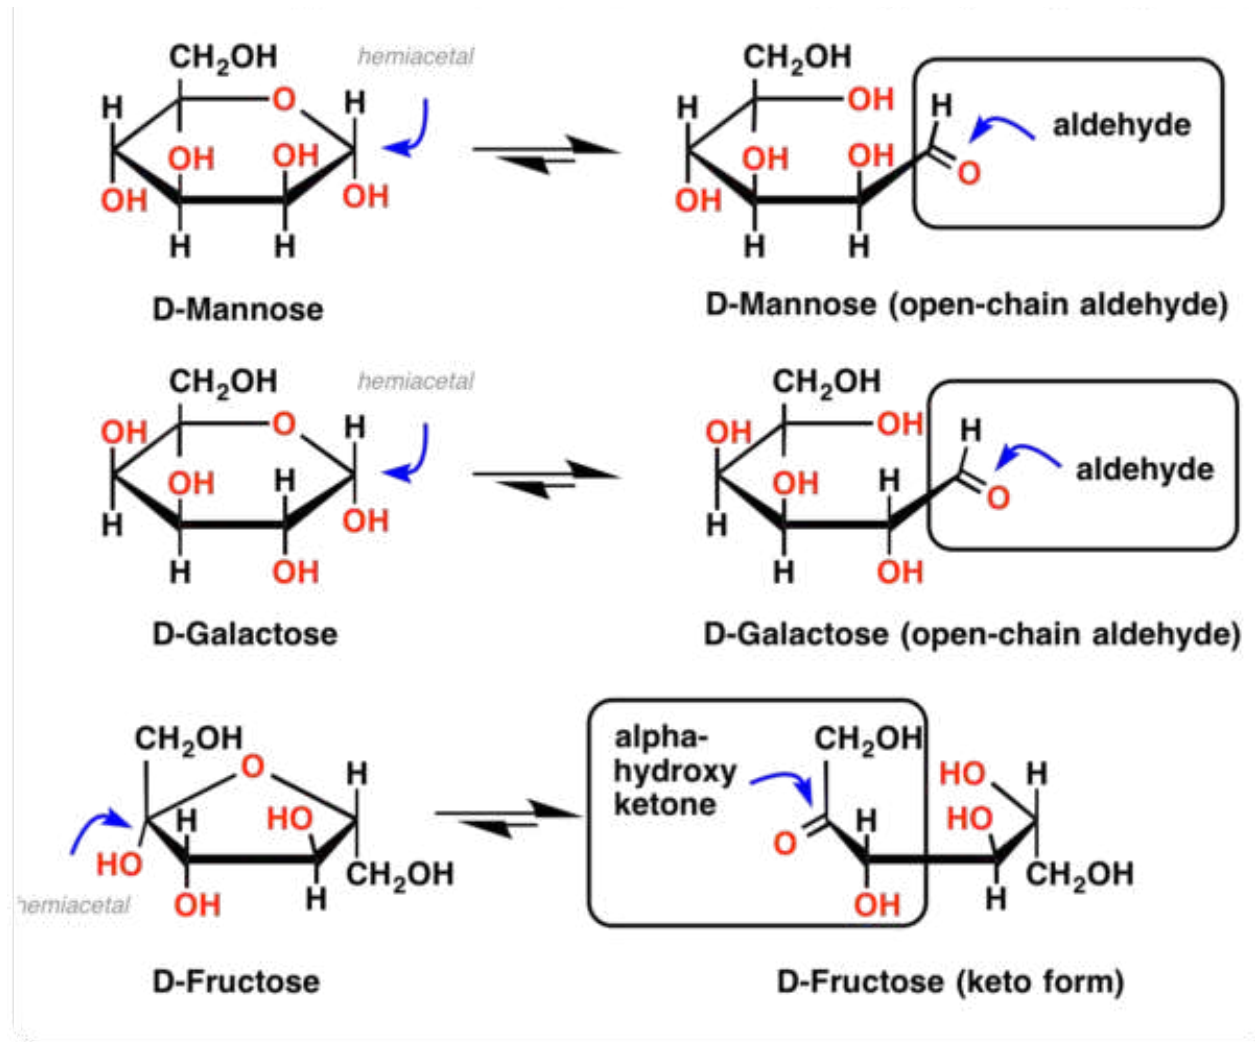 CH2OH
hemiacetal
H
O
H
OH
OH
OH
OH
H
H
D-Mannose
CH2OH
H
OH
H
aldehyde
OH
OH
O
OH
H
H
D-Mannose (open-chain aldehyde)
CH2OH
hemiacetal
OH
O
H
OH
H
H
OH
H
OH
D-Galactose
CH2OH
OH
OH
H
aldehyde
OH
H
O
H
H
OH
D-Galactose (open-chain aldehyde)
CH2OH
O
H
H
HO
HO
CH2OH
hemiacetal
OH
H
D-Fructose
alpha-
hydroxy
ketone
CH2OH
HO
H
H
HO
O
CH2OH
OH
H
D-Fructose (keto form)